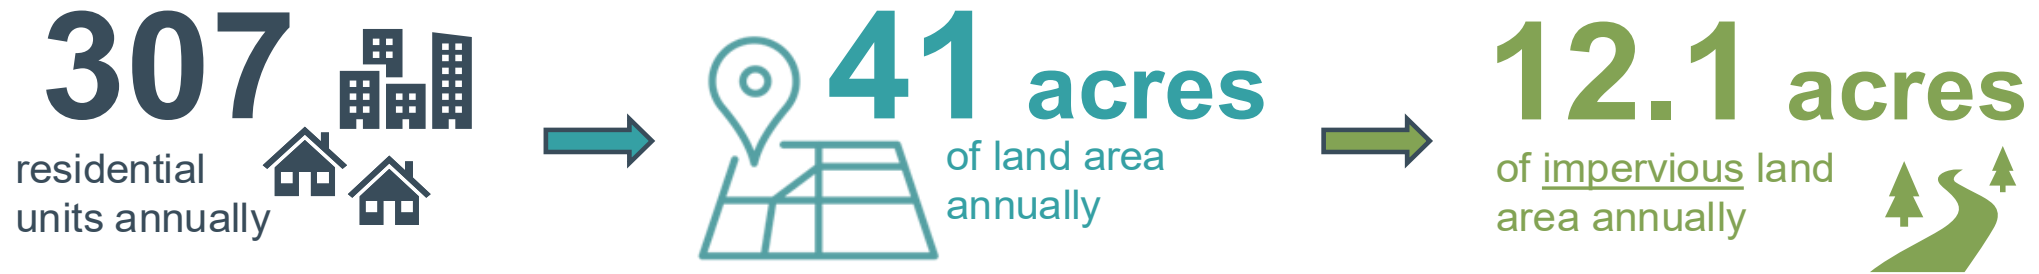 307
residential
units annually
41 acres
of land area
annually
12.1 acres
of impervious land
area annually